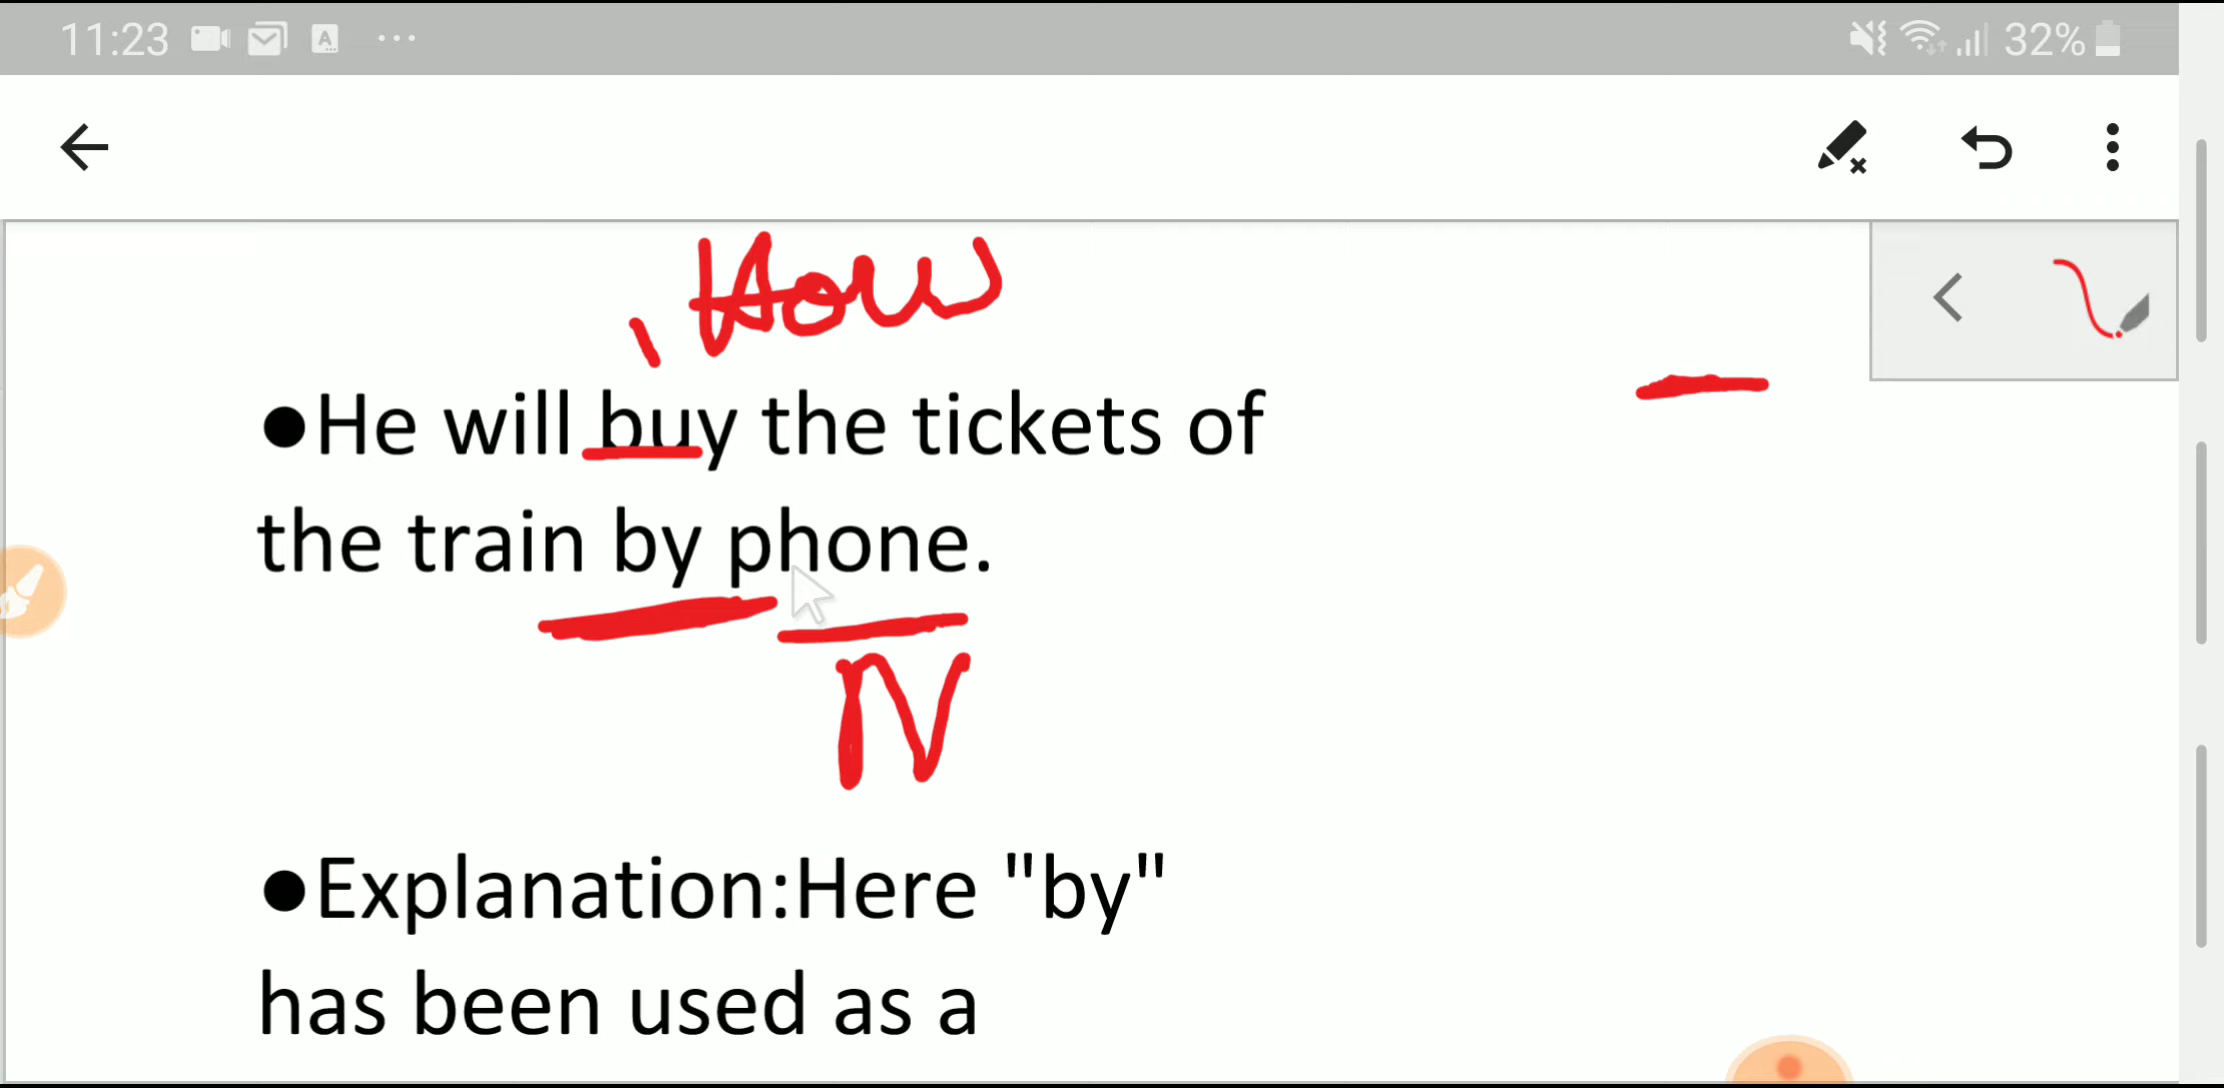 11:23 32%
How
●He will buy the tickets of
the train by phone.
N
●Explanation:Here "by"
has been used as a